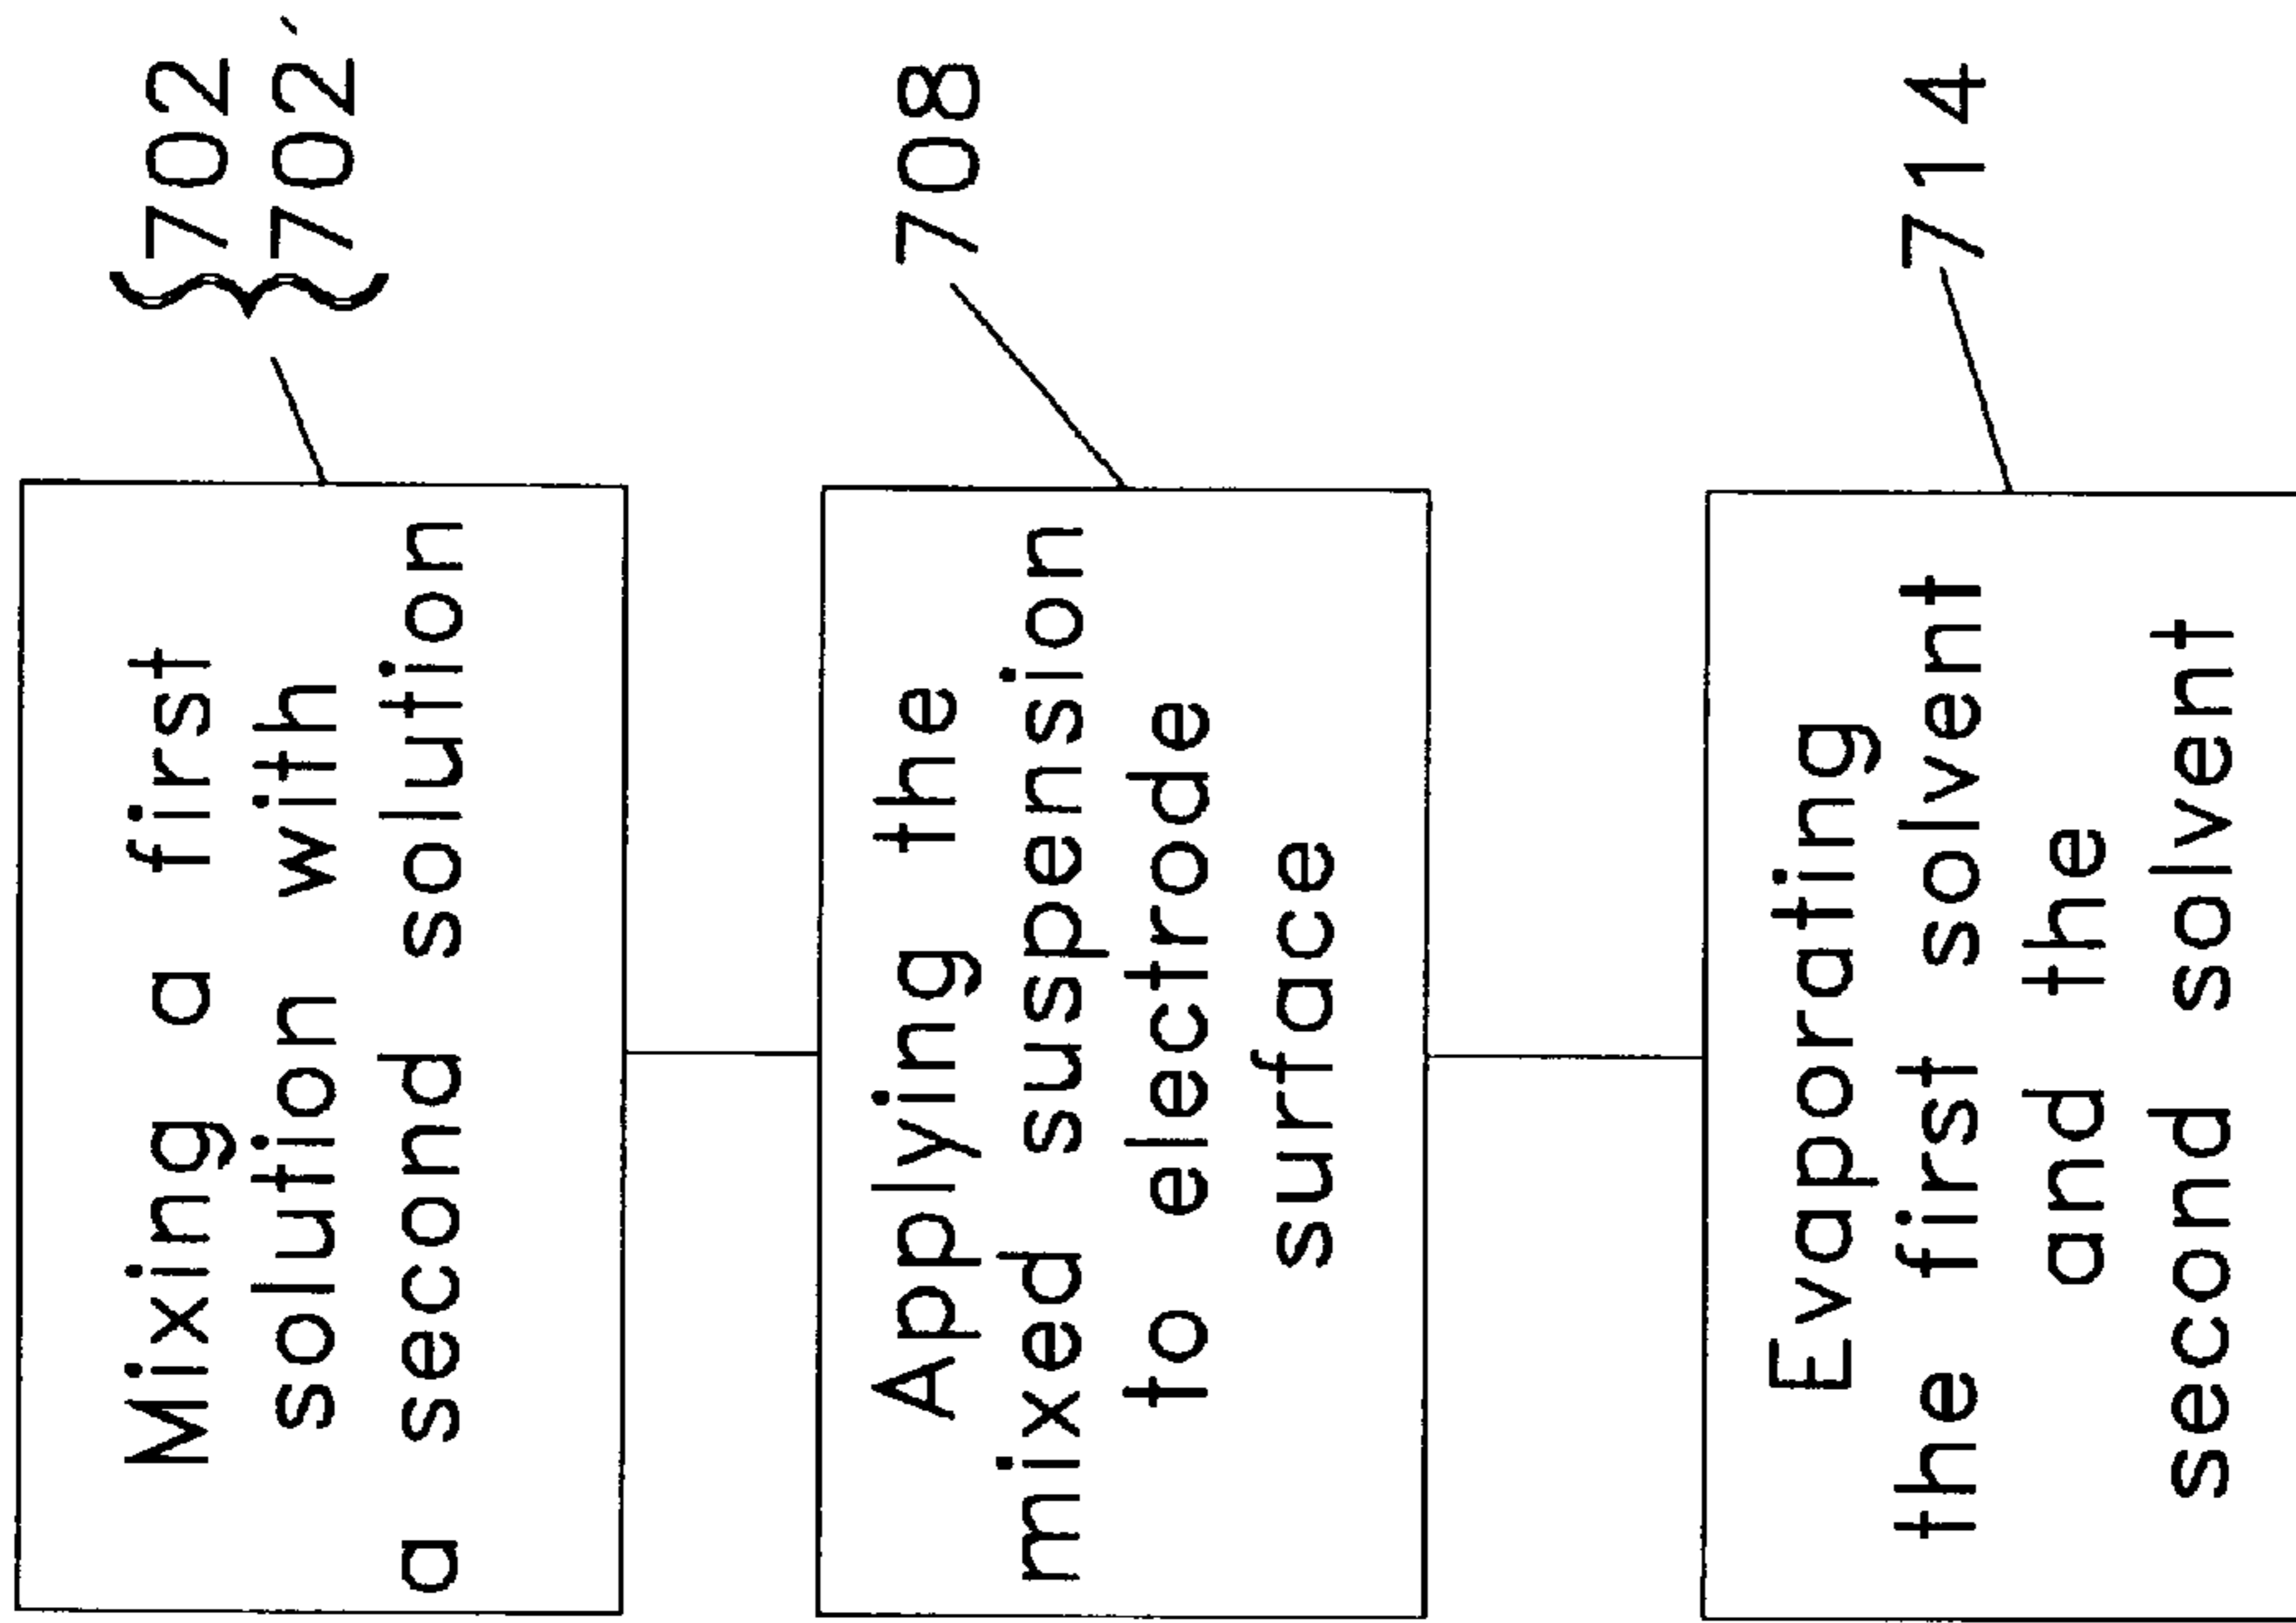 702
702´
Mixing a first
solution with
a second solution
708
Applying the
mixed suspension
to electrode
surface
714
Evaporating
the first solvent
and the
second solvent